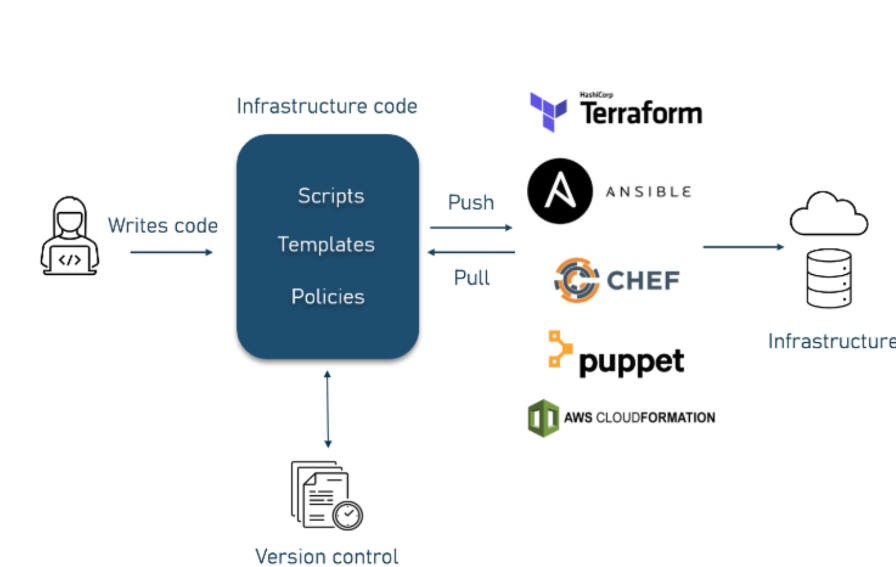 Infrastructure code
Scripts
Templates
Policies
Writes code
</>
Push
Pull
HashiCorp
Terraform
ANSIBLE
CHEF
puppet
AWS CLOUDFORMATION
Infrastructure
Version control